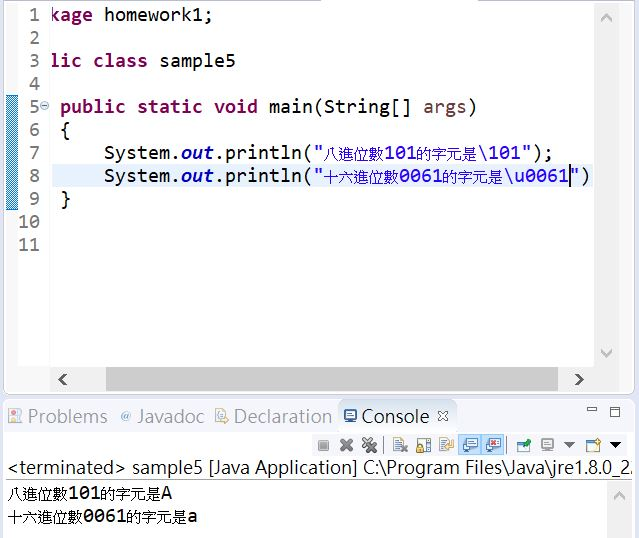 1 kage homework1;
2
3 lic class sample5
4
5 public static void main(String[] args)
6 {
7 System.out.println("八進位數101的字元是\101");
8 System.out.println("十六進位數0061的字元是\u0061")
9 }
10
11
Problems @ Javadoc Declaration Console
<terminated> sample5 [Java Application] C:\Program Files\Java\jre1.8.0_2
八進位數101的字元是A
十六進位數0061的字元是a